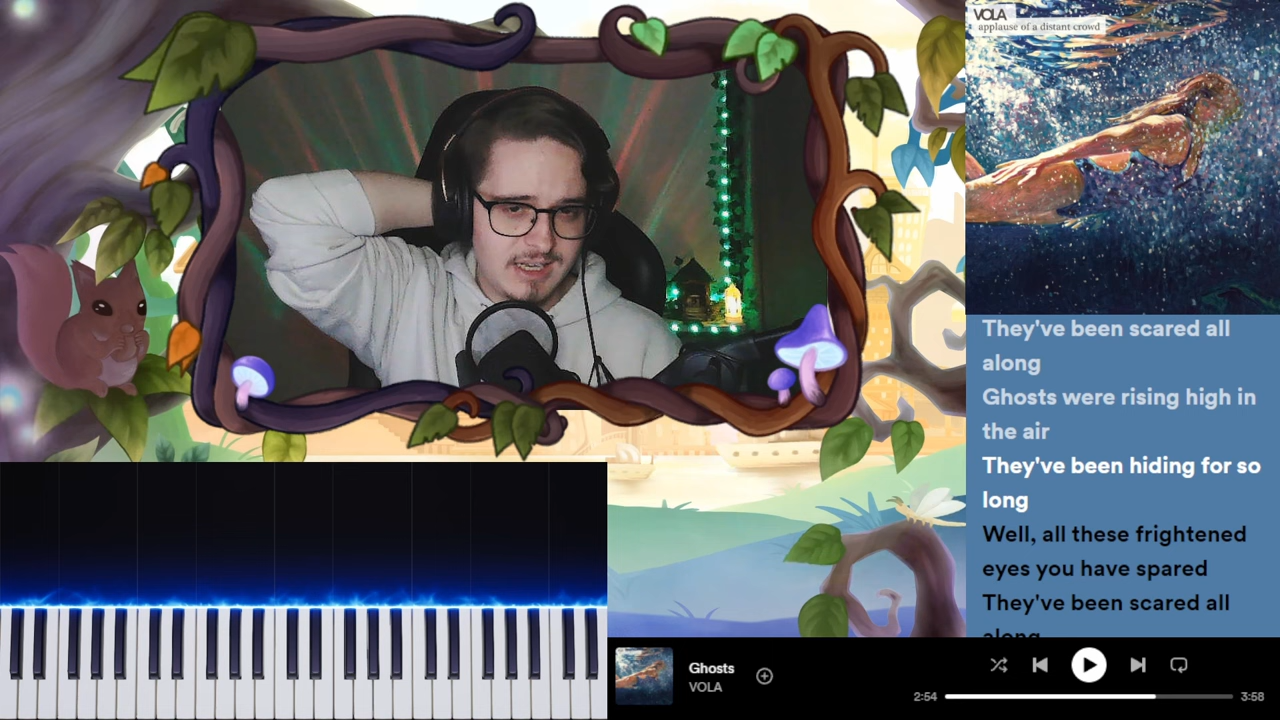 VOLA
applause of a distant crowd
They've been scared all
along
Ghosts were rising high in
the air
They've been hiding for so
long
Well, all these frightened
eyes you have spared
They've been scared all
along
Ghosts
VOLA
2:54
3:58